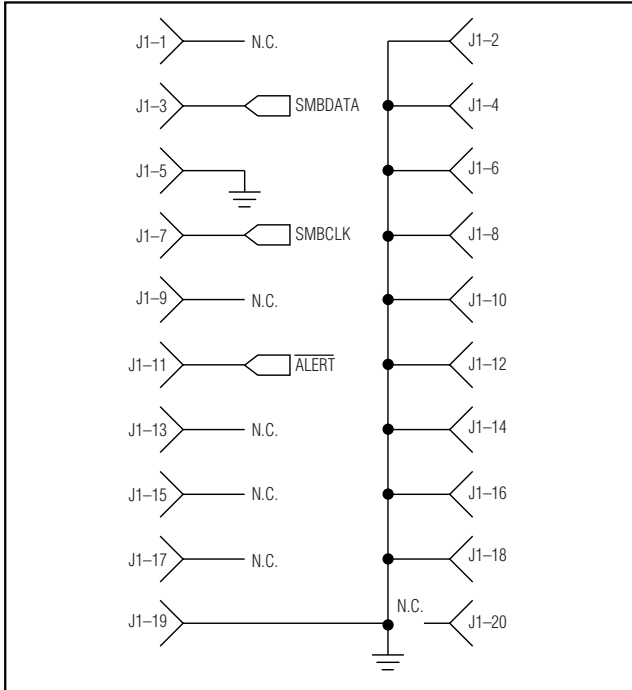 J1–1 N.C. J1–2
J1–3 SMBDATA J1–4
J1–5 J1–6
J1–7 SMBCLK J1–8
J1–9 N.C. J1–10
J1–11 A̅L̅E̅R̅T̅ J1–12
J1–13 N.C. J1–14
J1–15 N.C. J1–16
J1–17 N.C. J1–18
J1–19 N.C. J1–20